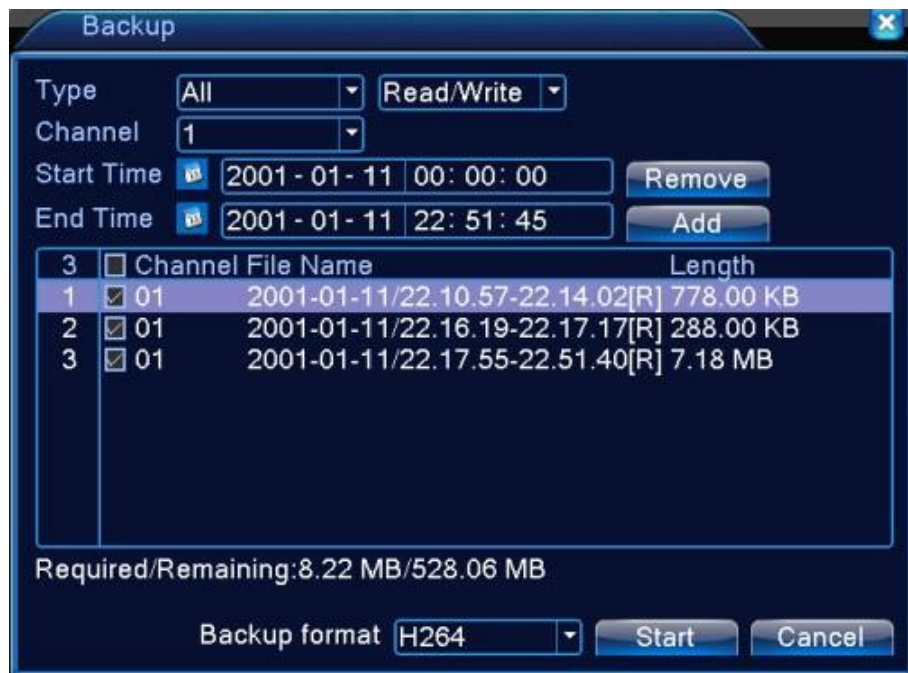 Backup
Type All Read/Write
Channel 1
Start Time 2001 - 01 - 11 00: 00: 00 Remove
End Time 2001 - 01 - 11 22: 51: 45 Add
3 Channel File Name Length
1 01 2001-01-11/22.10.57-22.14.02[R] 778.00 KB
2 01 2001-01-11/22.16.19-22.17.17[R] 288.00 KB
3 01 2001-01-11/22.17.55-22.51.40[R] 7.18 MB
Required/Remaining:8.22 MB/528.06 MB
Backup format H264 Start Cancel